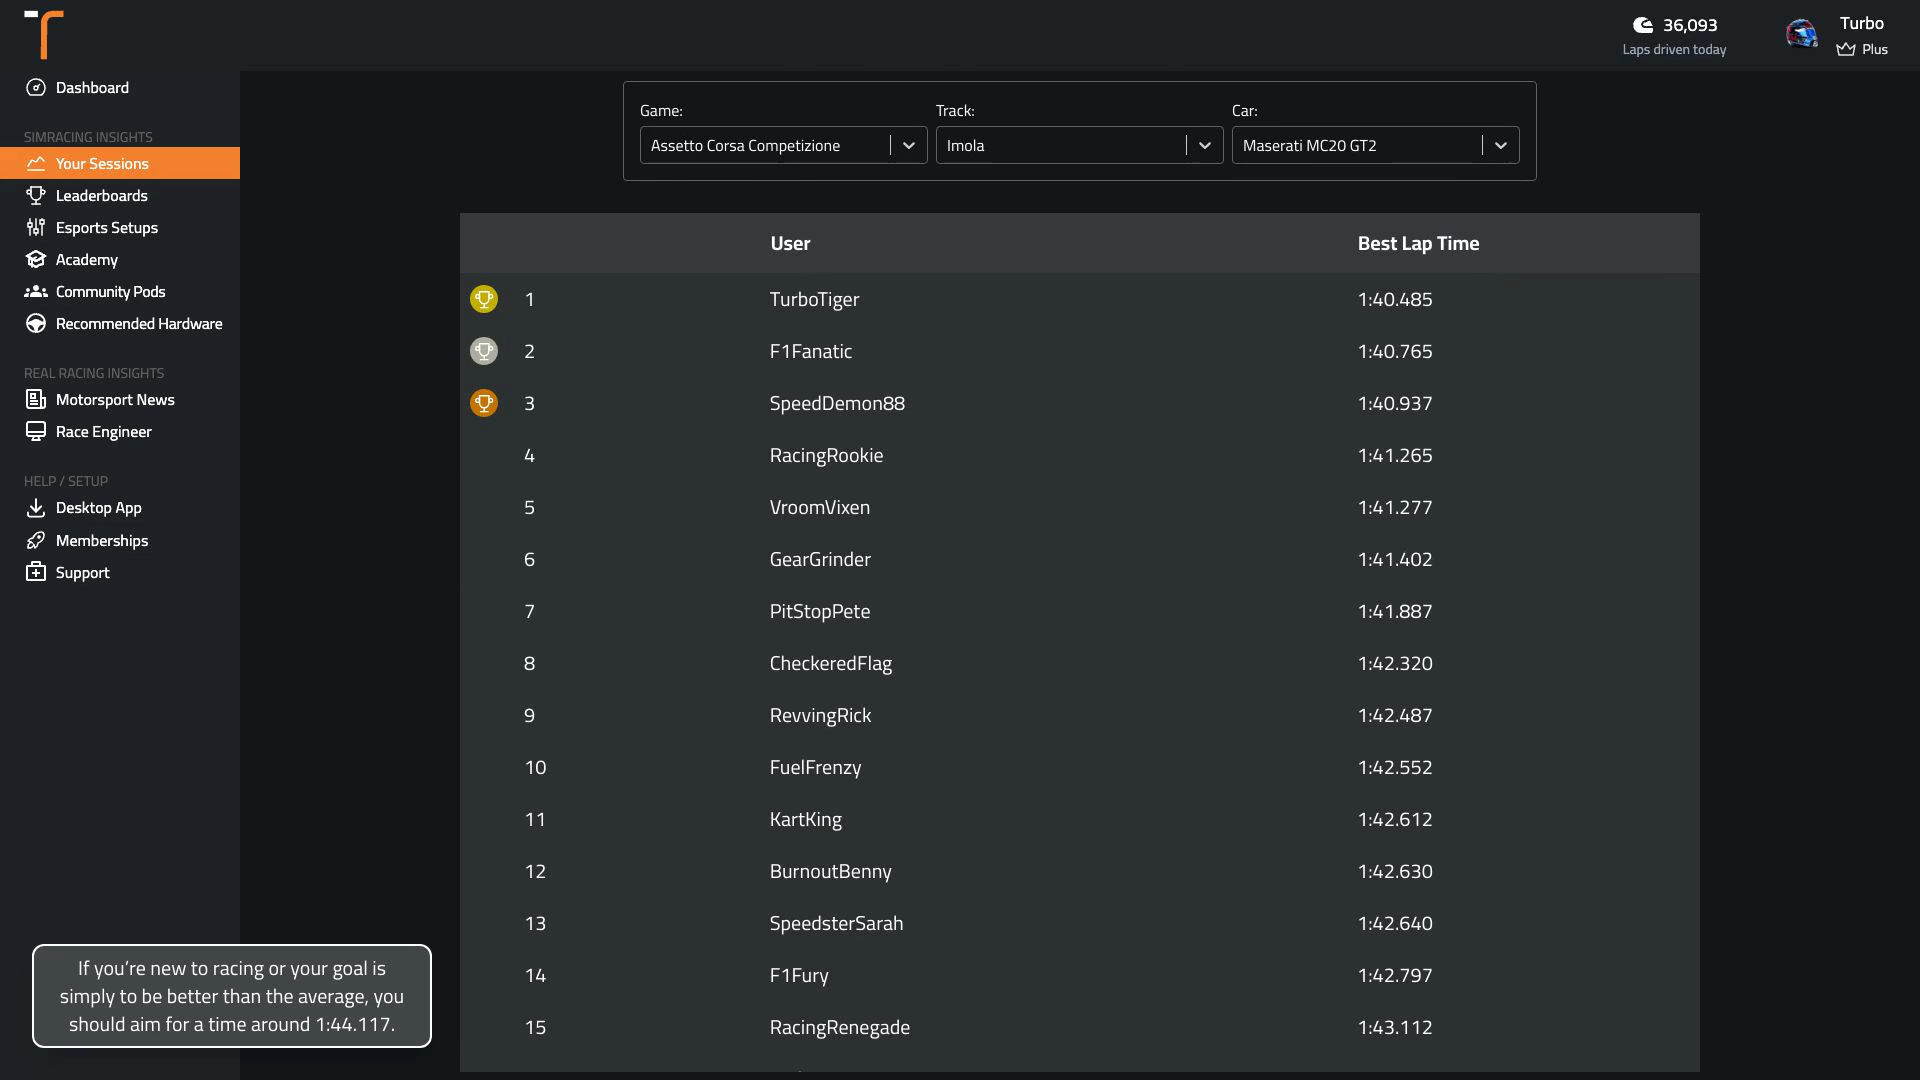 36,093
Laps driven today
Turbo
Plus
Dashboard
SIMRACING INSIGHTS
Your Sessions
Leaderboards
Esports Setups
Academy
Community Pods
Recommended Hardware
REAL RACING INSIGHTS
Motorsport News
Race Engineer
HELP / SETUP
Desktop App
Memberships
Support
If you're new to racing or your goal is
simply to be better than the average, you
should aim for a time around 1:44.117.
Game: Track: Car:
Assetto Corsa Competizione Imola Maserati MC20 GT2
User Best Lap Time
1 TurboTiger 1:40.485
2 F1Fanatic 1:40.765
3 SpeedDemon88 1:40.937
4 RacingRookie 1:41.265
5 VroomVixen 1:41.277
6 GearGrinder 1:41.402
7 PitStopPete 1:41.887
8 CheckeredFlag 1:42.320
9 RevvingRick 1:42.487
10 FuelFrenzy 1:42.552
11 KartKing 1:42.612
12 BurnoutBenny 1:42.630
13 SpeedsterSarah 1:42.640
14 F1Fury 1:42.797
15 RacingRenegade 1:43.112